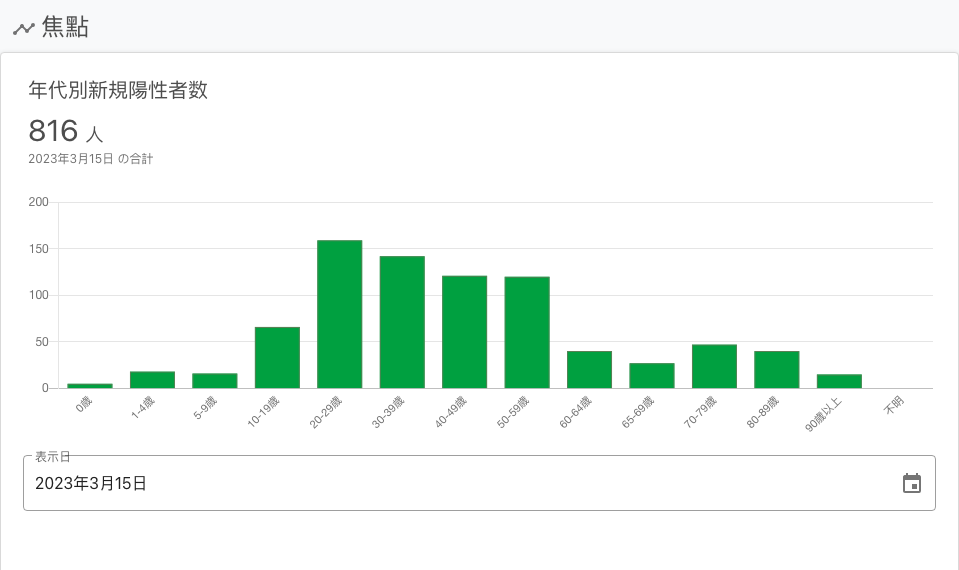 焦點
年代別新規陽性者数
816 人
2023年3月15日 の合計
200
150
100
50
0
0歳 1-4歳 5-9歳 10-19歳 20-29歳 30-39歳 40-49歳 50-59歳 60-64歳 65-69歳 70-79歳 80-89歳 90歳以上 不明
表示日
2023年3月15日